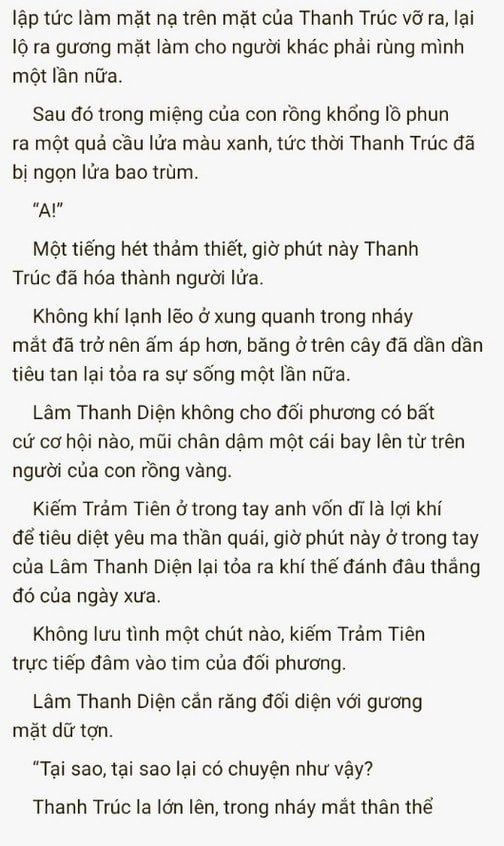 lập tức làm mặt nạ trên mặt của Thanh Trúc vỡ ra, lại
lộ ra gương mặt làm cho người khác phải rùng mình
một lần nữa.
Sau đó trong miệng của con rồng khổng lồ phun
ra một quả cầu lửa màu xanh, tức thời Thanh Trúc đã
bị ngọn lửa bao trùm.
“A!”
Một tiếng hét thảm thiết, giờ phút này Thanh
Trúc đã hóa thành người lửa.
Không khí lạnh lẽo ở xung quanh trong nháy
mắt đã trở nên ấm áp hơn, băng ở trên cây đã dần dần
tiêu tan lại tỏa ra sự sống một lần nữa.
Lâm Thanh Diện không cho đối phương có bất
cứ cơ hội nào, mũi chân dậm một cái bay lên từ trên
người của con rồng vàng.
Kiếm Trảm Tiên ở trong tay anh vốn dĩ là lợi khí
để tiêu diệt yêu ma thần quái, giờ phút này ở trong tay
của Lâm Thanh Diện lại tỏa ra khí thế đánh đâu thắng
đó của ngày xưa.
Không lưu tình một chút nào, kiếm Trảm Tiên
trực tiếp đâm vào tim của đối phương.
Lâm Thanh Diện cắn răng đối diện với gương
mặt dữ tợn.
“Tại sao, tại sao lại có chuyện như vậy?
Thanh Trúc la lớn lên, trong nháy mắt thân thể